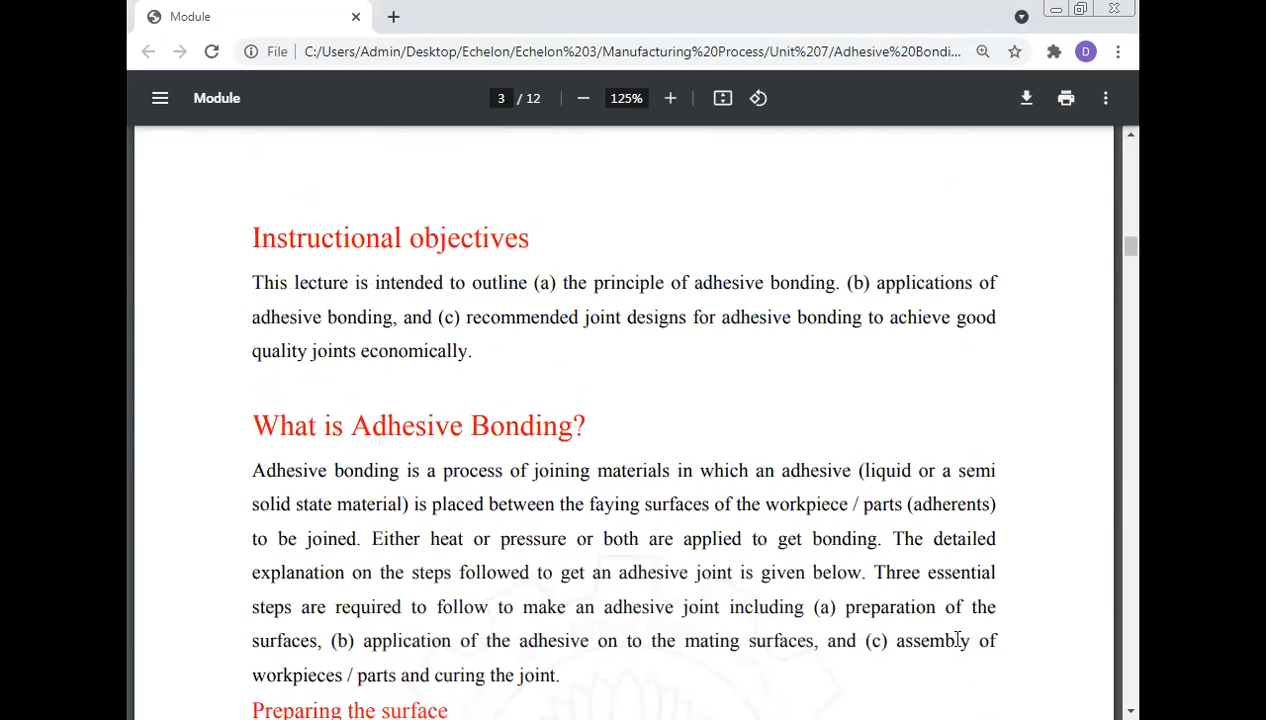 Module
File
C:/Users/Admin/Desktop/Echelon/Echelon%203/Manufacturing%20Process/Unit%207/Adhesive%20Bondi...
D
Module
3 / 12
125%
Instructional objectives
This lecture is intended to outline (a) the principle of adhesive bonding. (b) applications of
adhesive bonding, and (c) recommended joint designs for adhesive bonding to achieve good
quality joints economically.
What is Adhesive Bonding?
Adhesive bonding is a process of joining materials in which an adhesive (liquid or a semi
solid state material) is placed between the faying surfaces of the workpiece / parts (adherents)
to be joined. Either heat or pressure or both are applied to get bonding. The detailed
explanation on the steps followed to get an adhesive joint is given below. Three essential
steps are required to follow to make an adhesive joint including (a) preparation of the
surfaces, (b) application of the adhesive on to the mating surfaces, and (c) assembly of
workpieces / parts and curing the joint.
Preparing the surface